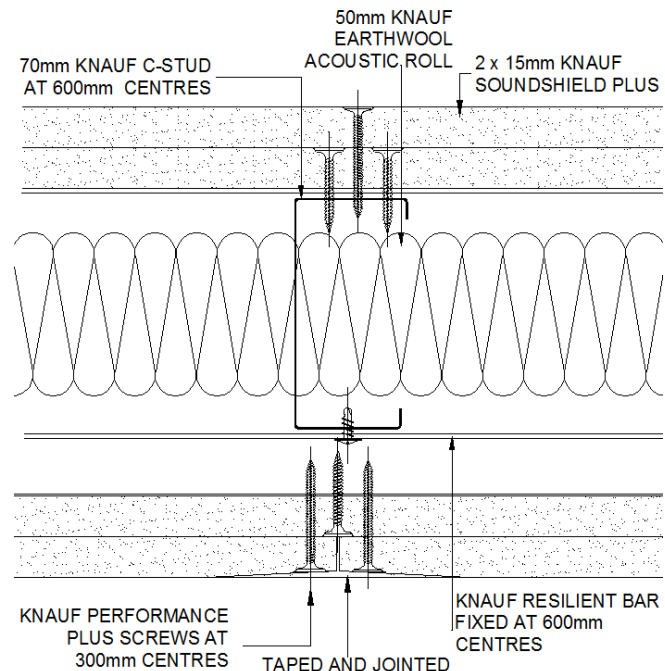 50mm KNAUF
EARTHWOOL
ACOUSTIC ROLL
70mm KNAUF C-STUD
AT 600mm CENTRES
2 x 15mm KNAUF
SOUNDSHIELD PLUS
KNAUF PERFORMANCE
PLUS SCREWS AT
300mm CENTRES
TAPED AND JOINTED
KNAUF RESILIENT BAR
FIXED AT 600mm
CENTRES